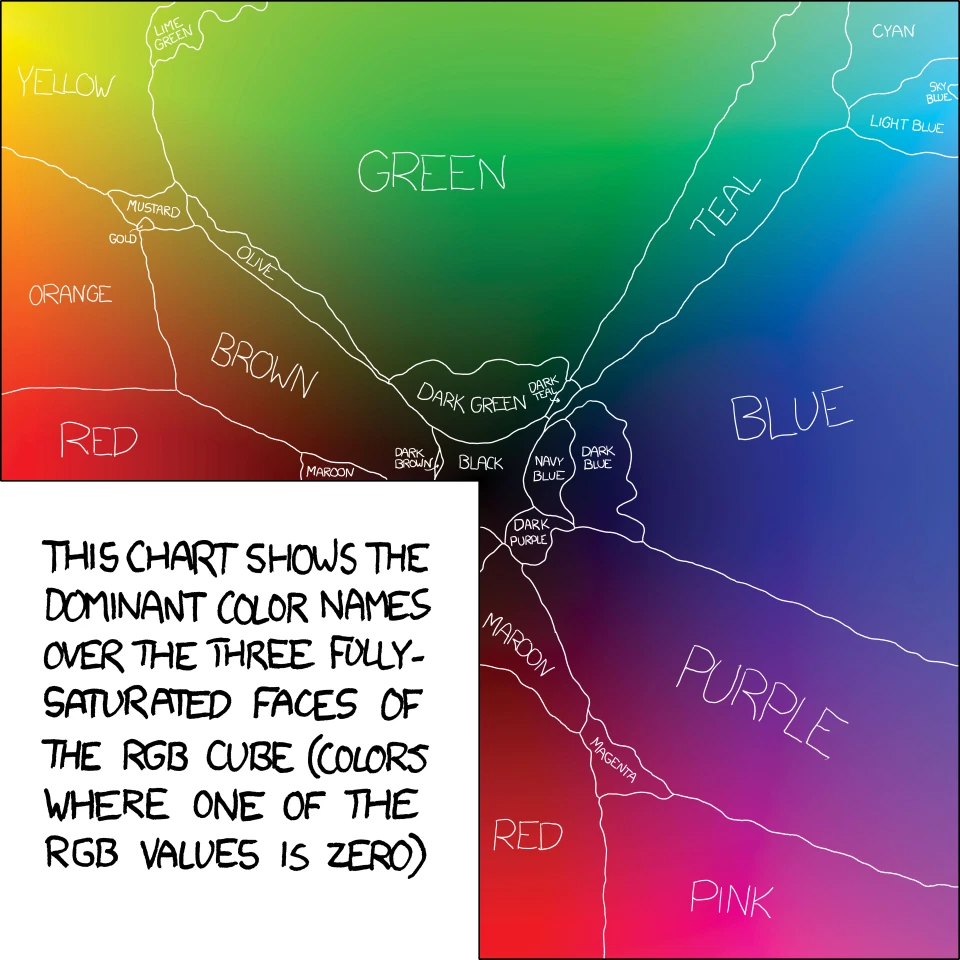 LIME
GREEN
CYAN
YELLOW
SKY
BLUE
LIGHT BLUE
GREEN
TEAL
MUSTARD
GOLD
OLIVE
ORANGE
BROWN
DARK GREEN
DARK
TEAL
BLUE
RED
MAROON
DARK
BROWN
BLACK
NAVY
BLUE
DARK
BLUE
DARK
PURPLE
THIS CHART SHOWS THE
DOMINANT COLOR NAMES
OVER THE THREE FULLY-
SATURATED FACES OF
THE RGB CUBE (COLORS
WHERE ONE OF THE
RGB VALUES IS ZERO)
MAROON
PURPLE
MAGENTA
RED
PINK